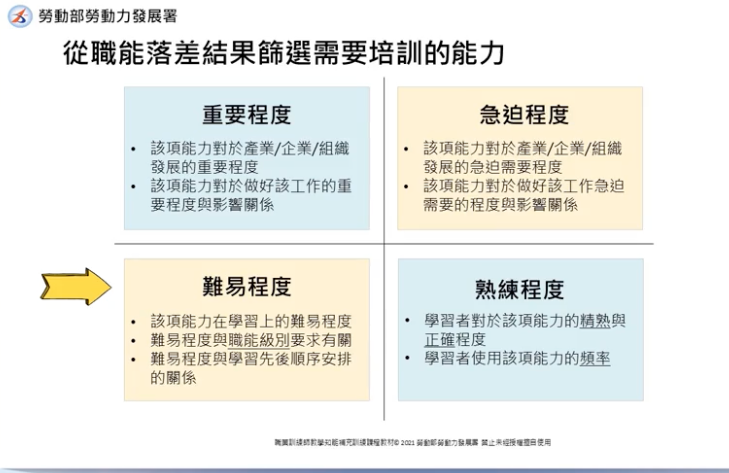 勞動部勞動力發展署
從職能落差結果篩選需要培訓的能力
重要程度
• 該項能力對於產業/企業/組織
發展的重要程度
• 該項能力對於做好該工作的重
要程度與影響關係
急迫程度
• 該項能力對於產業/企業/組織
發展的急迫需要程度
• 該項能力對於做好該工作急迫
需要的程度與影響關係
難易程度
• 該項能力在學習上的難易程度
• 難易程度與職能級別要求有關
• 難易程度與學習先後順序安排
的關係
熟練程度
• 學習者對於該項能力的精熟與
正確程度
• 學習者使用該項能力的頻率
職業訓練師教學知能補充訓練課程教材© 2021 勞動部勞動力發展署 禁止未經授權擅自使用